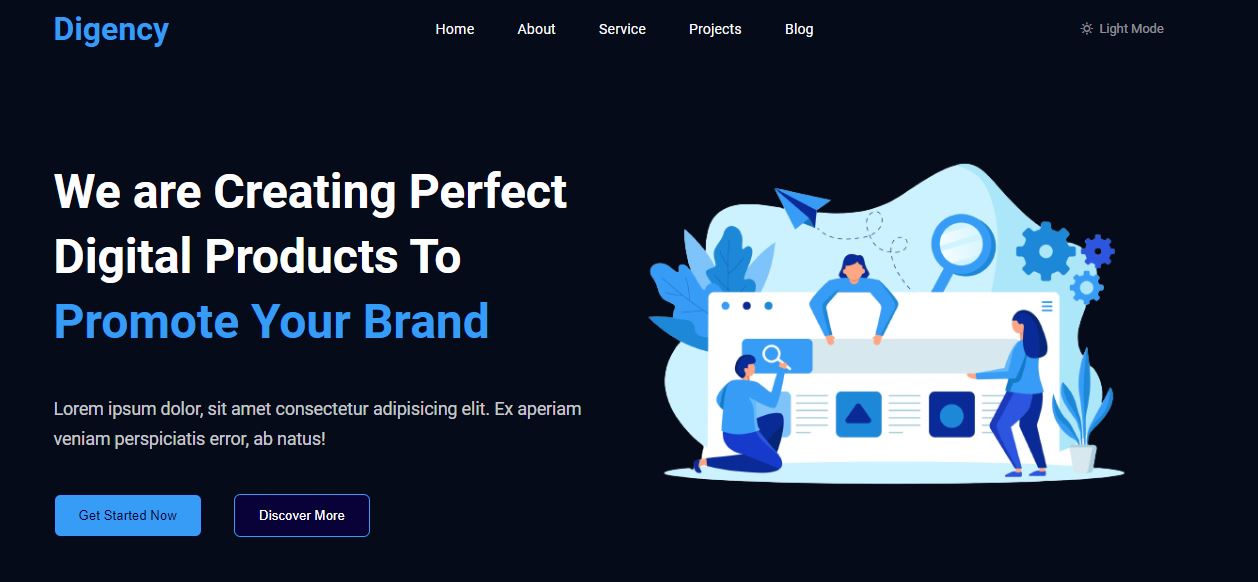 Digency
Home
About
Service
Projects
Blog
Light Mode
We are Creating Perfect
Digital Products To
Promote Your Brand
Lorem ipsum dolor, sit amet consectetur adipisicing elit. Ex aperiam
veniam perspiciatis error, ab natus!
Get Started Now
Discover More